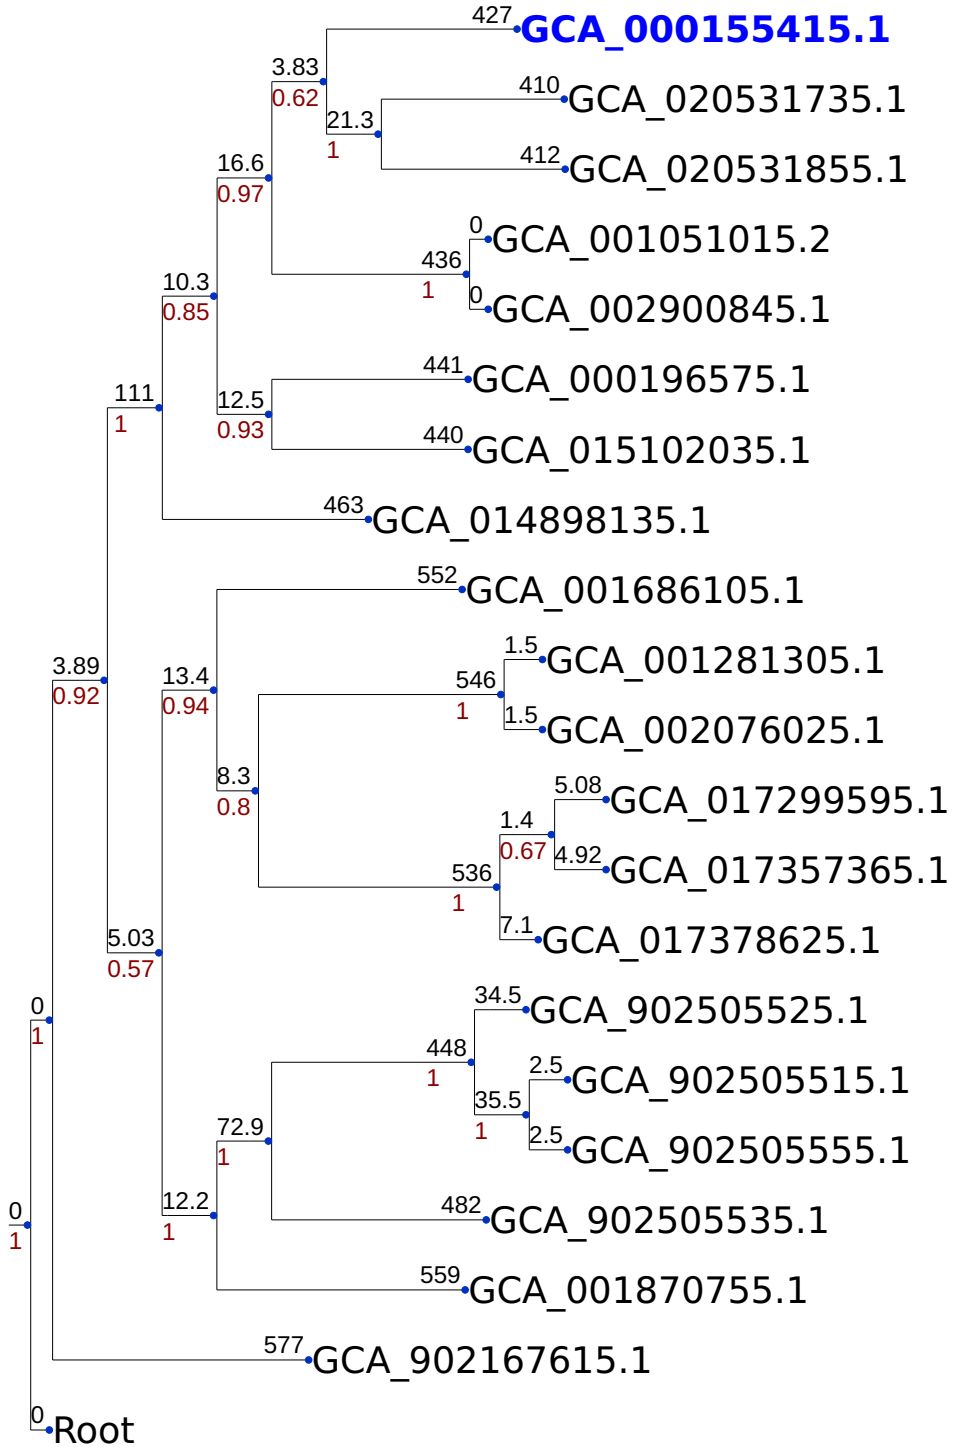 427
GCA_000155415.1
3.83
0.62
410
GCA_020531735.1
21.3
1
412
GCA_020531855.1
16.6
0.97
0
GCA_001051015.2
436
1
0
GCA_002900845.1
10.3
0.85
441
GCA_000196575.1
12.5
0.93
440
GCA_015102035.1
111
1
463
GCA_014898135.1
552
GCA_001686105.1
3.89
0.92
13.4
0.94
1.5
GCA_001281305.1
546
1
1.5
GCA_002076025.1
8.3
0.8
5.08
GCA_017299595.1
1.4
0.67
4.92
GCA_017357365.1
536
1
7.1
GCA_017378625.1
5.03
0.57
34.5
GCA_902505525.1
0
1
448
1
2.5
GCA_902505515.1
35.5
1
2.5
GCA_902505555.1
72.9
1
482
GCA_902505535.1
12.2
1
0
1
559
GCA_001870755.1
577
GCA_902167615.1
0
Root